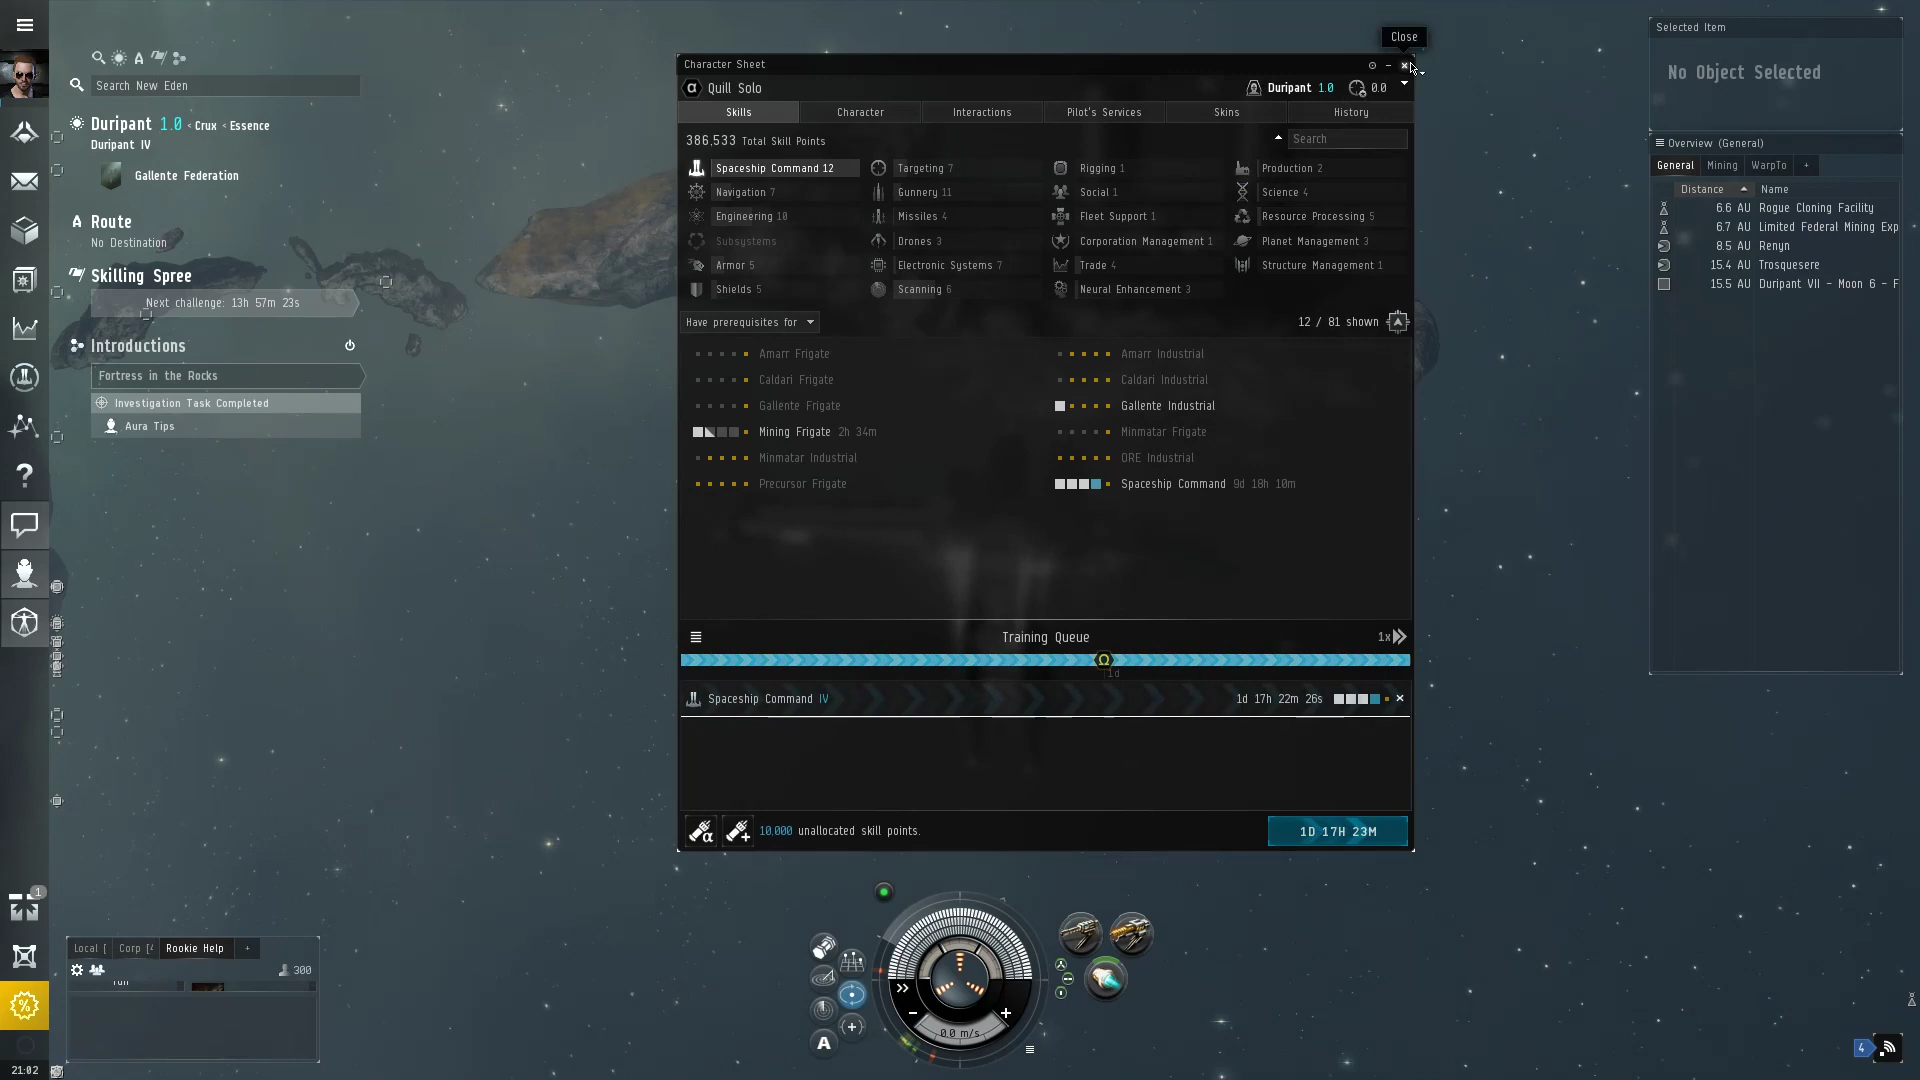 Close
Character Sheet
α Quill Solo
Duripant 1.0
0.0
Skills
Character
Interactions
Pilot's Services
Skins
History
386,533 Total Skill Points
Search
Spaceship Command 12
Targeting 7
Rigging 1
Production 2
Navigation 7
Gunnery 11
Social 1
Science 4
Engineering 10
Missiles 4
Fleet Support 1
Resource Processing 5
Subsystems
Drones 3
Corporation Management 1
Planet Management 3
Armor 5
Electronic Systems 7
Trade 4
Structure Management 1
Shields 5
Scanning 6
Neural Enhancement 3
Have prerequisites for
12 / 81 shown
Amarr Frigate
Amarr Industrial
Caldari Frigate
Caldari Industrial
Gallente Frigate
Gallente Industrial
Mining Frigate 2h 34m
Minmatar Frigate
Minmatar Industrial
ORE Industrial
Precursor Frigate
Spaceship Command 9d 18h 10m
Training Queue
1x
Ω
1d
Spaceship Command IV
1d 17h 22m 26s
10,000 unallocated skill points.
1D 17H 23M
Search New Eden
Duripant 1.0 < Crux < Essence
Duripant IV
Gallente Federation
Route
No Destination
Skilling Spree
Next challenge: 13h 57m 23s
Introductions
Fortress in the Rocks
Investigation Task Completed
Aura Tips
Selected Item
No Object Selected
Overview (General)
General
Mining
WarpTo
+
Distance
Name
6.6 AU Rogue Cloning Facility
6.7 AU Limited Federal Mining Exp
8.5 AU Renyn
15.4 AU Trosquesere
15.5 AU Duripant VII - Moon 6 - F
1
Local [
Corp [
Rookie Help
+
300
0.0 m/s
A
4
21:02